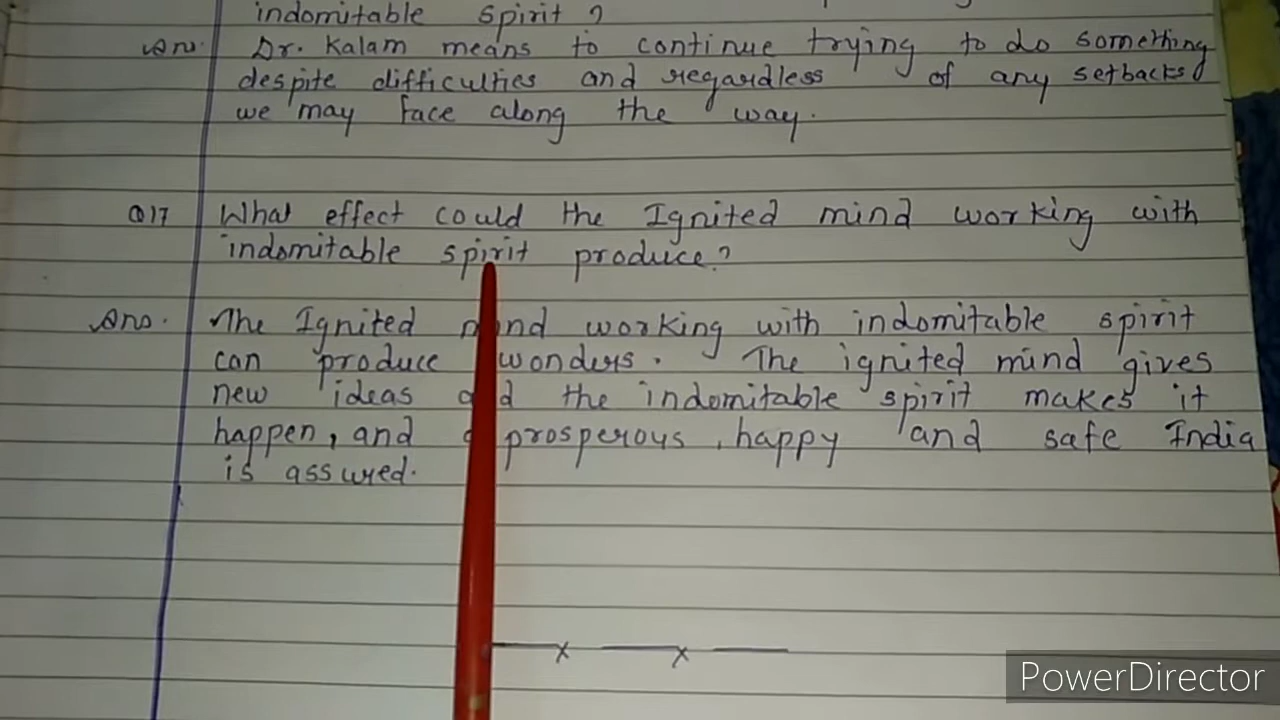 indomitable spirit?
Ans. Dr. Kalam means to continue trying to do something
despite difficulties and regardless of any setbacks
we may face along the way.
Q17 What effect could the Ignited mind working with
indomitable spirit produce?
Ans. The Ignited mind working with indomitable spirit
can produce wonders. The ignited mind gives
new ideas and the indomitable spirit makes it
happen, and prosperous, happy and safe India
is assured.
PowerDirector